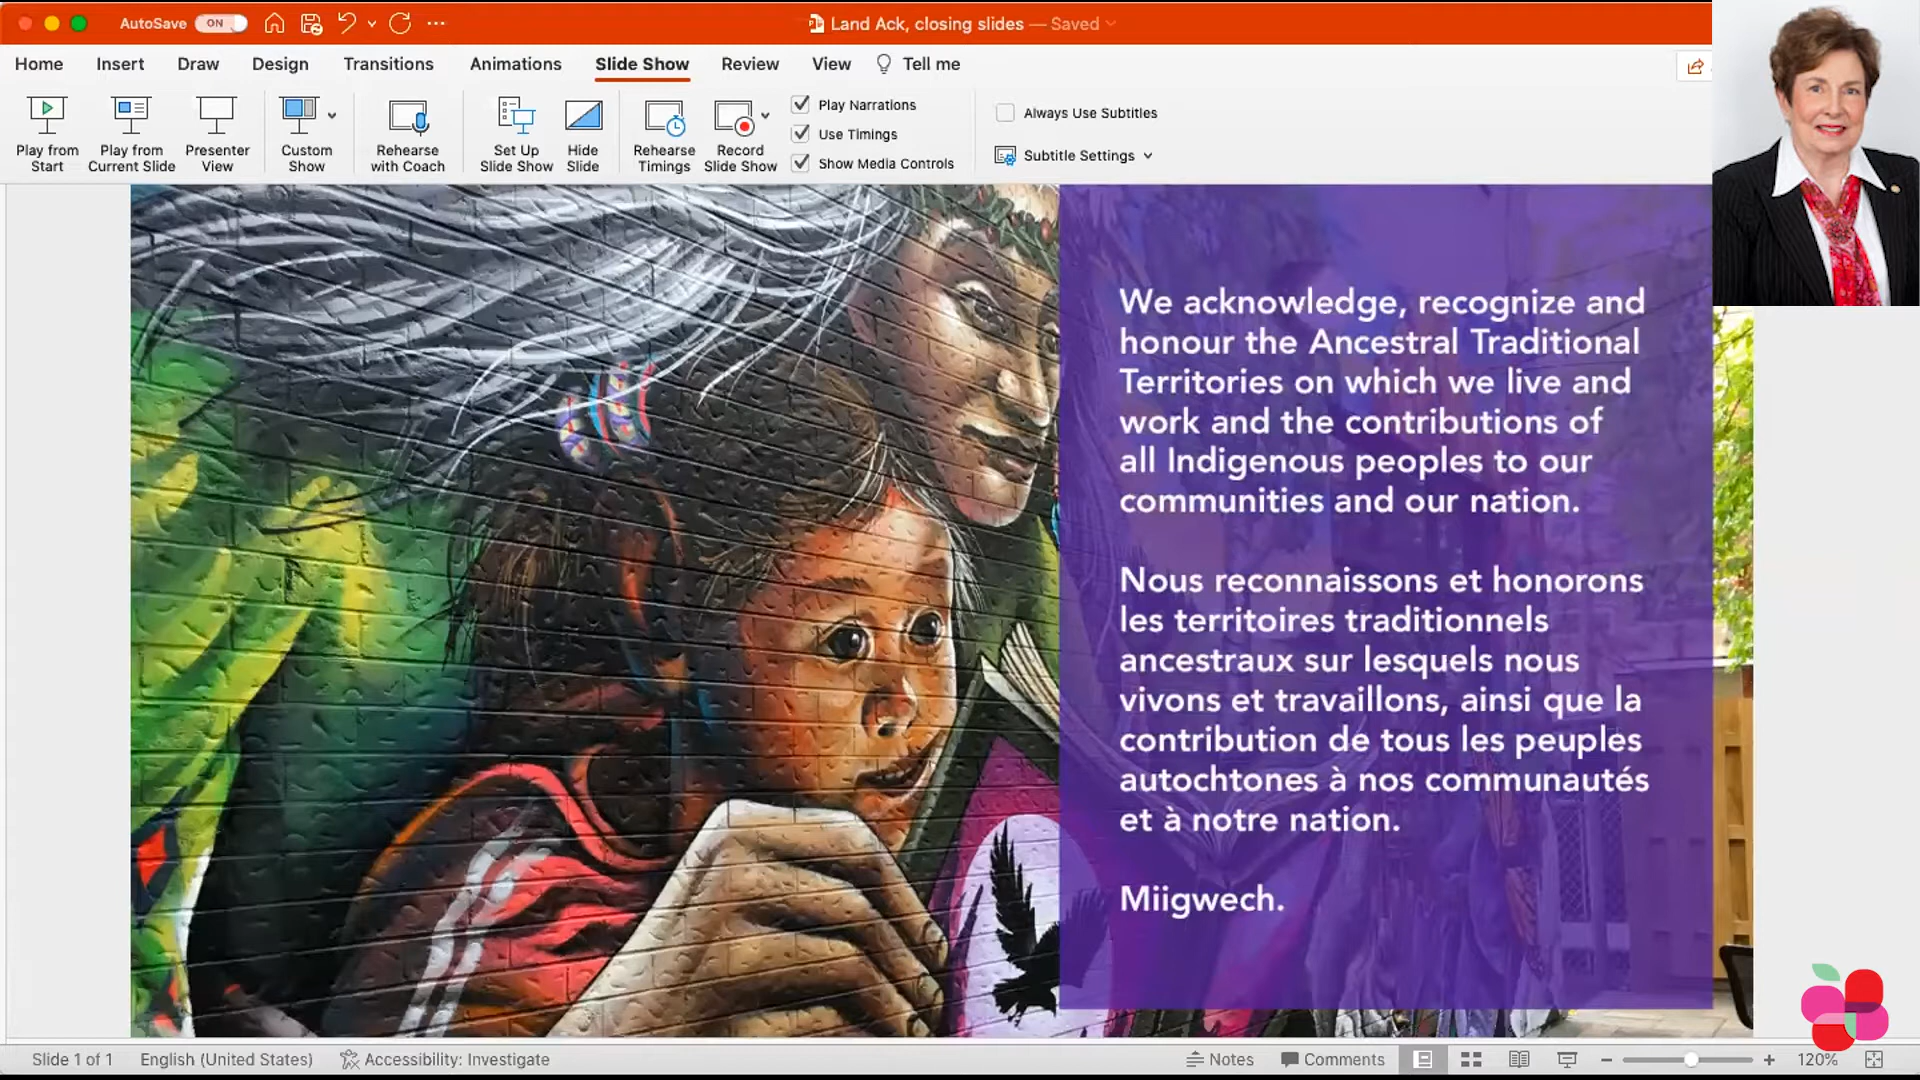 AutoSave ON
Land Ack, closing slides — Saved
Home Insert Draw Design Transitions Animations Slide Show Review View Tell me
Play from Start
Play from Current Slide
Presenter View
Custom Show
Rehearse with Coach
Set Up Slide Show
Hide Slide
Rehearse Timings
Record Slide Show
Play Narrations
Use Timings
Show Media Controls
Always Use Subtitles
Subtitle Settings
We acknowledge, recognize and
honour the Ancestral Traditional
Territories on which we live and
work and the contributions of
all Indigenous peoples to our
communities and our nation.
Nous reconnaissons et honorons
les territoires traditionnels
ancestraux sur lesquels nous
vivons et travaillons, ainsi que la
contribution de tous les peuples
autochtones à nos communautés
et à notre nation.
Miigwech.
Slide 1 of 1 English (United States) Accessibility: Investigate Notes Comments 120%